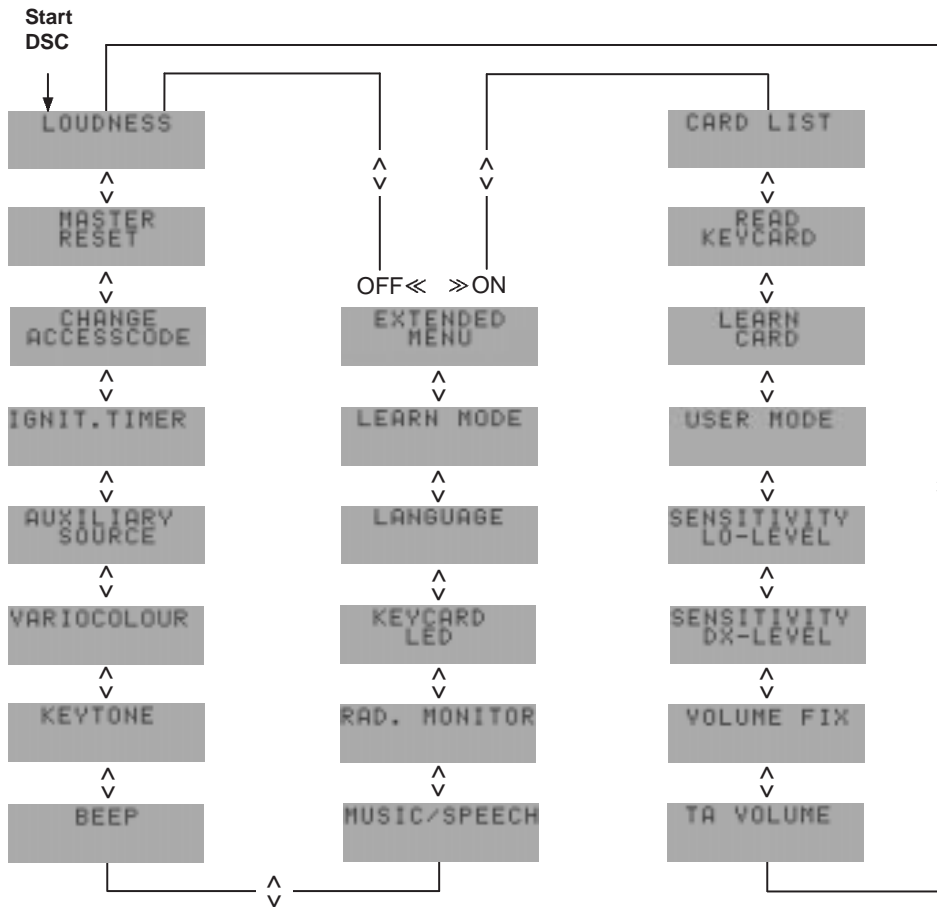 Start
DSC
LOUDNESS
MASTER
RESET
CHANGE
ACCESSCODE
IGNIT.TIMER
AUXILIARY
SOURCE
VARIOCOLOUR
KEYTONE
BEEP
OFF≪ ≫ON
EXTENDED
MENU
LEARN MODE
LANGUAGE
KEYCARD
LED
RAD. MONITOR
MUSIC/SPEECH
CARD LIST
READ
KEYCARD
LEARN
CARD
USER MODE
SENSITIVITY
LO-LEVEL
SENSITIVITY
DX-LEVEL
VOLUME FIX
TA VOLUME